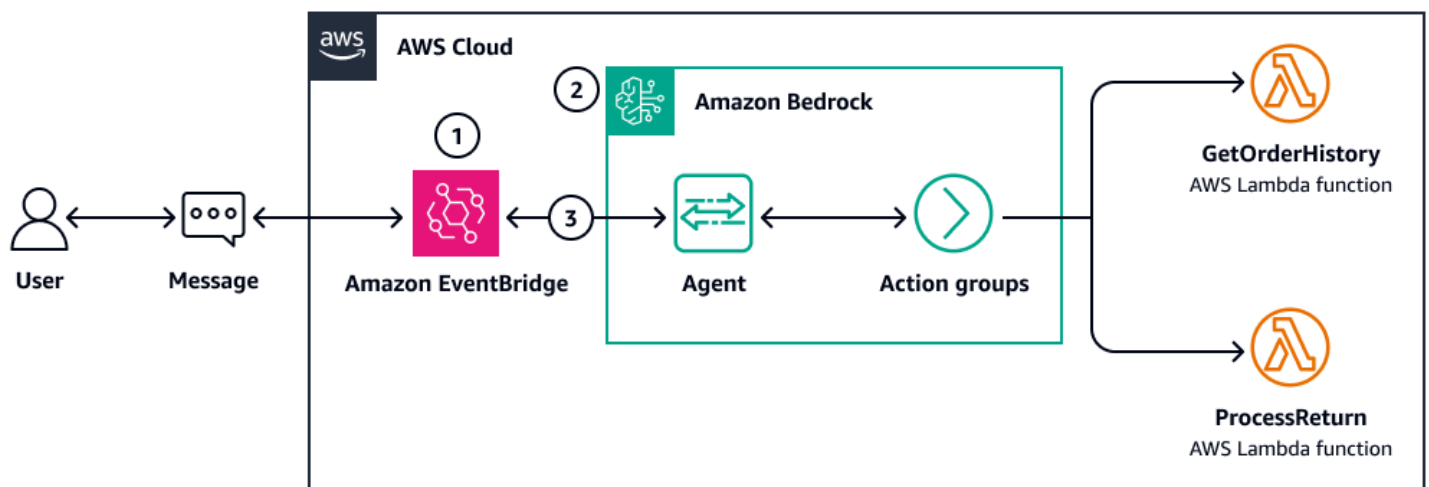 aws
AWS Cloud
2
Amazon Bedrock
1
3
User
Message
Amazon EventBridge
Agent
Action groups
GetOrderHistory
AWS Lambda function
ProcessReturn
AWS Lambda function